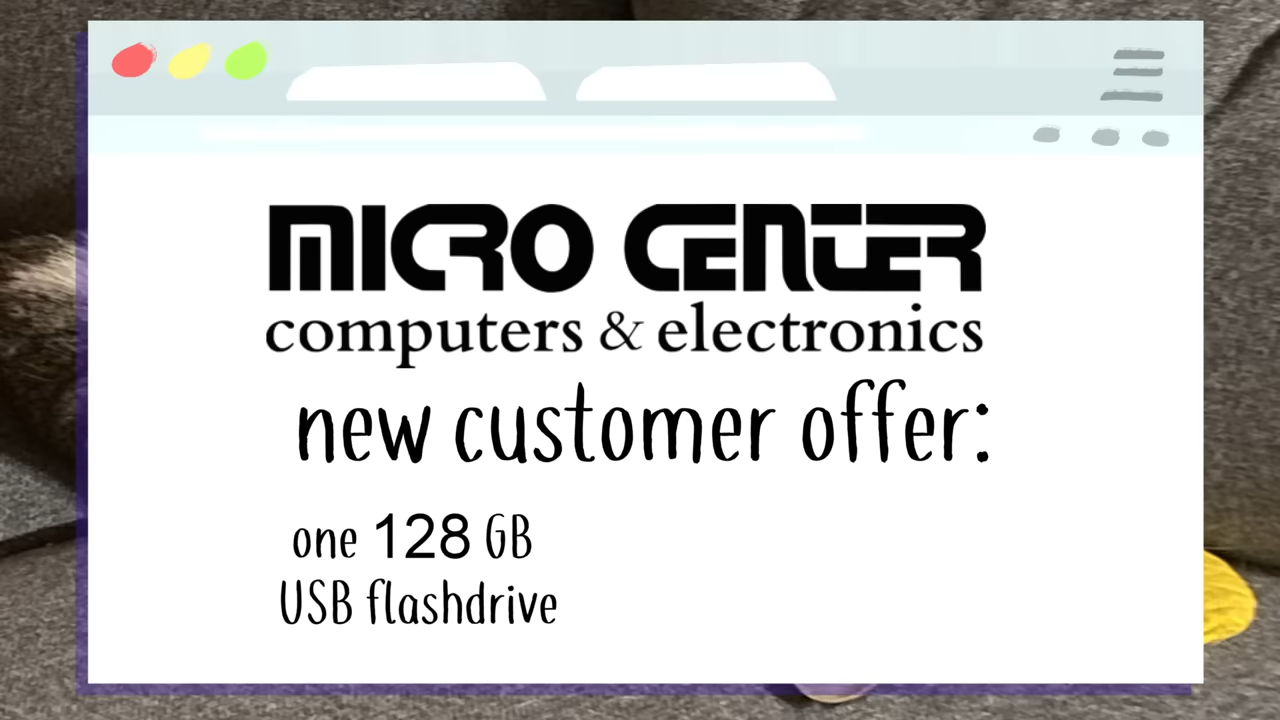 MICRO CENTER
computers & electronics
new customer offer:
one 128 GB
USB flashdrive